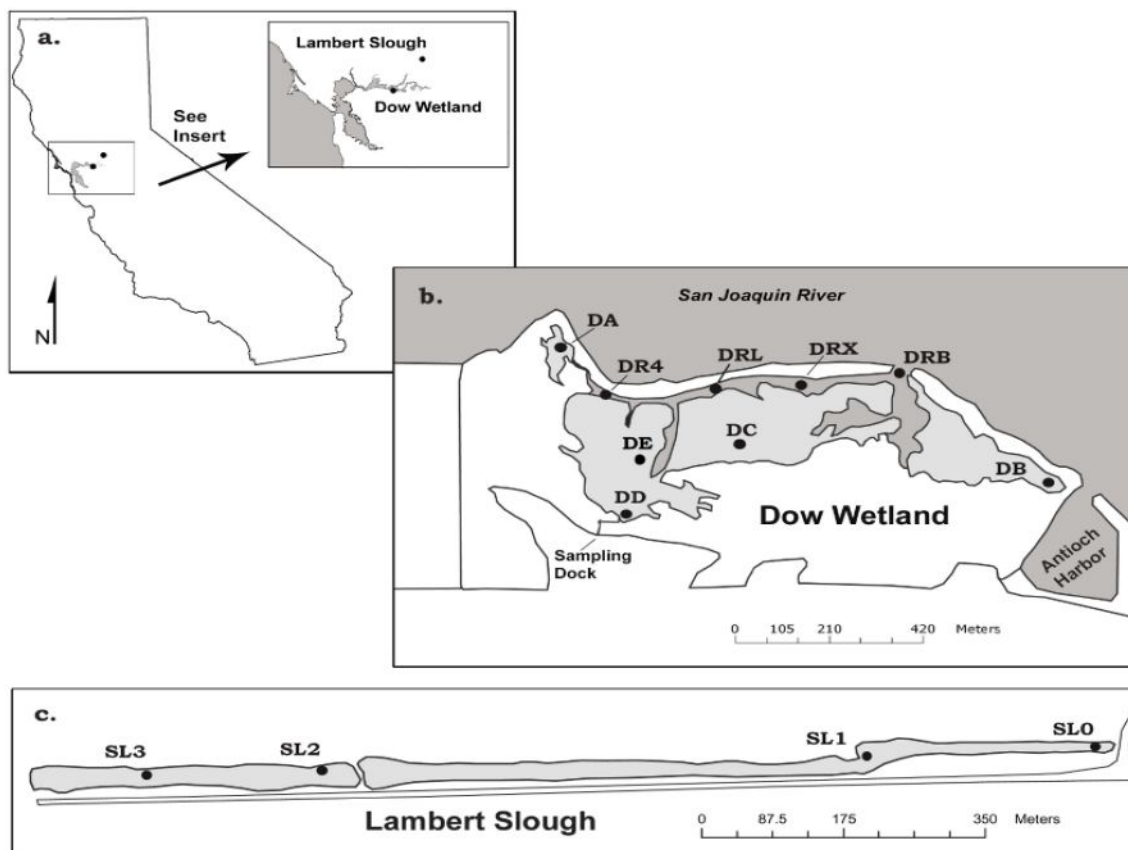 a.
Lambert Slough
Dow Wetland
See
Insert
N
b.
San Joaquin River
DA
DR4
DRL
DRX
DRB
DE
DC
DB
DD
Dow Wetland
Sampling
Dock
Antioch
Harbor
0 105 210 420 Meters
c.
SL3
SL2
SL1
SL0
Lambert Slough
0 87.5 175 350 Meters